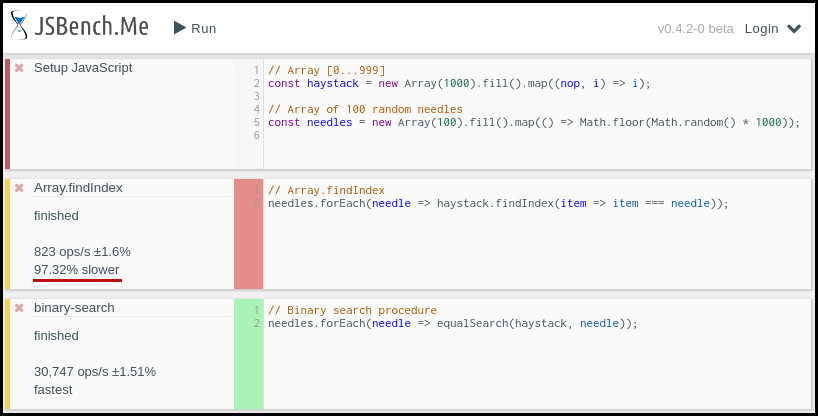 JSBench.Me
Run
v0.4.2-0 beta Login
Setup JavaScript
1 // Array [0...999]
2 const haystack = new Array(1000).fill().map((nop, i) => i);
3
4 // Array of 100 random needles
5 const needles = new Array(100).fill().map(() => Math.floor(Math.random() * 1000));
6
Array.findIndex
finished
823 ops/s ±1.6%
97.32% slower
1 // Array.findIndex
2 needles.forEach(needle => haystack.findIndex(item => item === needle));
binary-search
finished
30,747 ops/s ±1.51%
fastest
1 // Binary search procedure
2 needles.forEach(needle => equalSearch(haystack, needle));